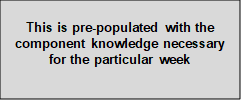 This is pre-populated with the
component knowledge necessary
for the particular week